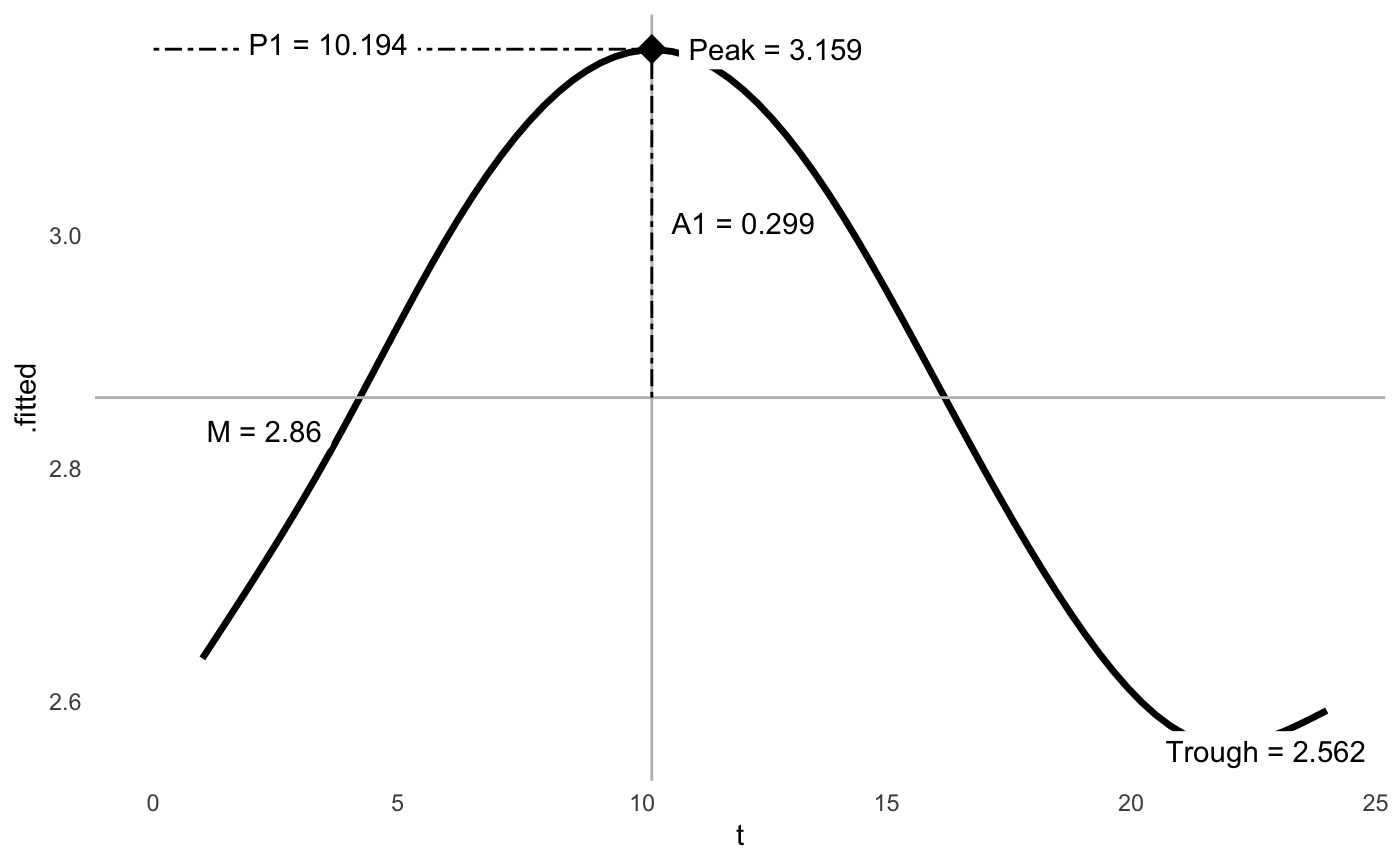 P1 = 10.194
Peak = 3.159
3.0
A1 = 0.299
.fitted
M = 2.86
2.8
2.6
Trough = 2.562
0 5 10 15 20 25
t